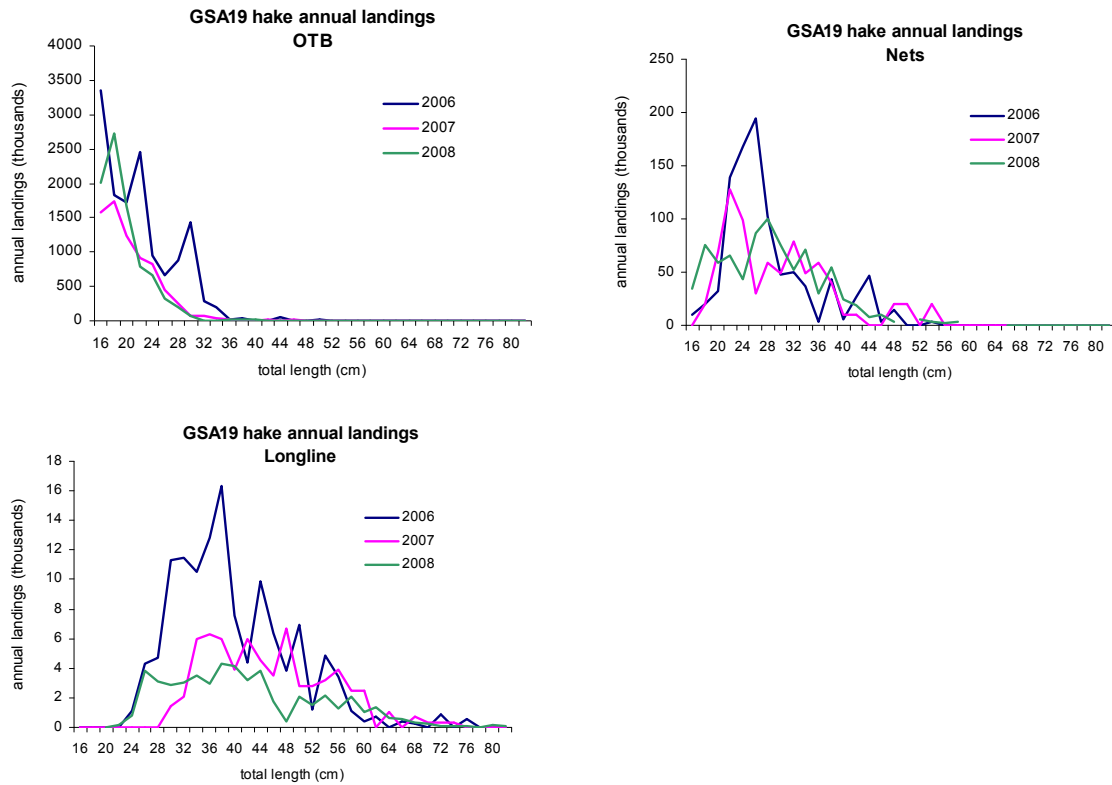 GSA19 hake annual landings
OTB
annual landings (thousands)
4000
3500
3000
2500
2000
1500
1000
500
0
2006
2007
2008
16 20 24 28 32 36 40 44 48 52 56 60 64 68 72 76 80
total length (cm)
GSA19 hake annual landings
Nets
annual landings (thousands)
250
200
150
100
50
0
2006
2007
2008
16 20 24 28 32 36 40 44 48 52 56 60 64 68 72 76 80
total length (cm)
GSA19 hake annual landings
Longline
annual landings (thousands)
18
16
14
12
10
8
6
4
2
0
2006
2007
2008
16 20 24 28 32 36 40 44 48 52 56 60 64 68 72 76 80
total length (cm)